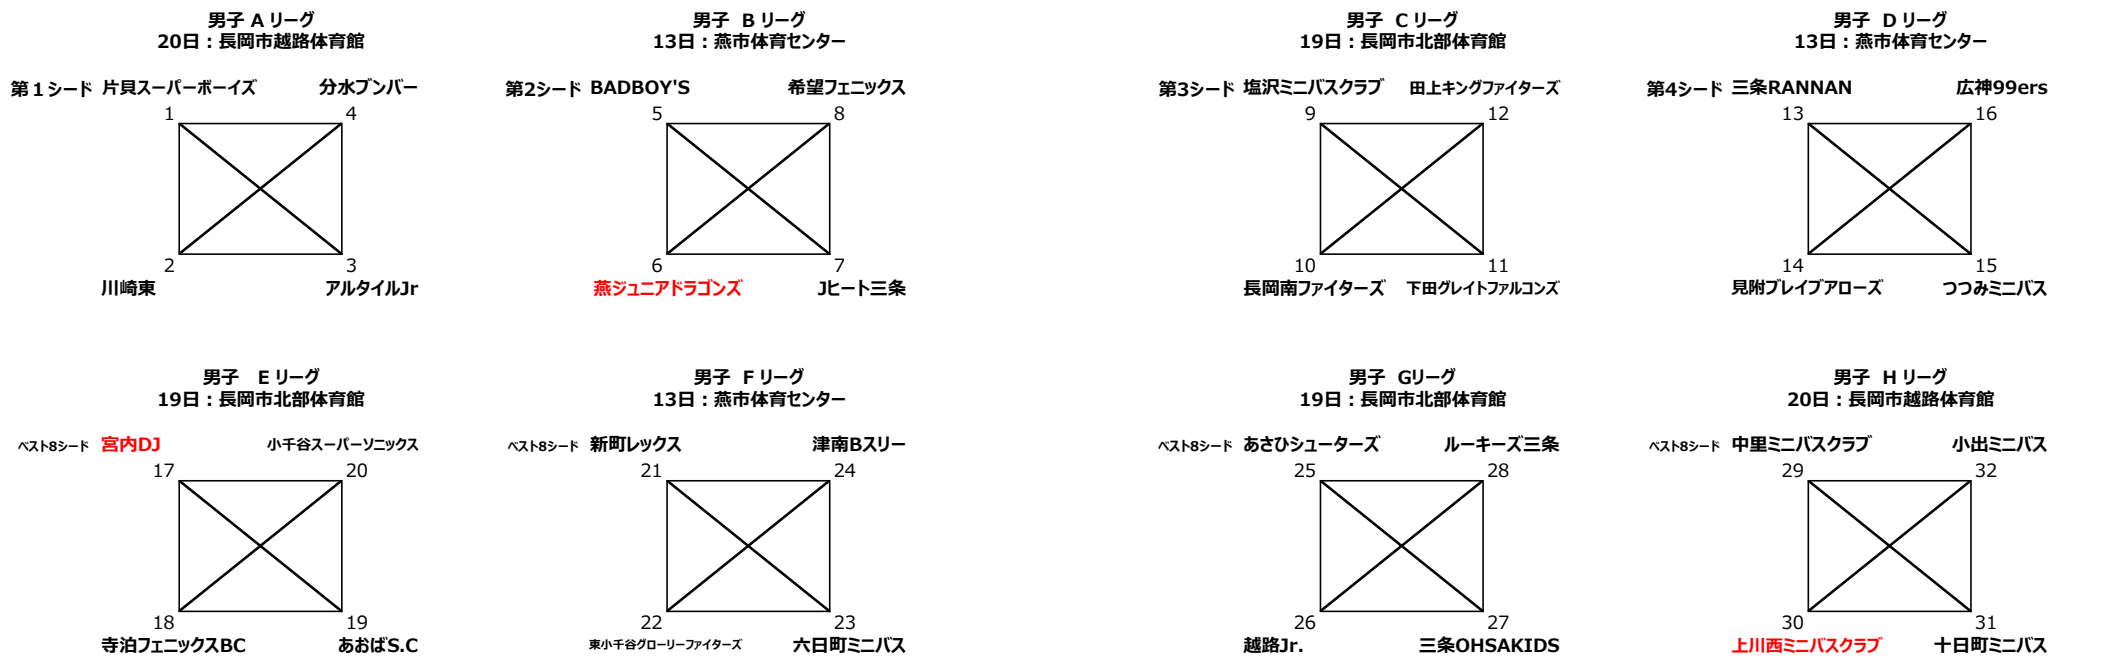 男子 A リーグ
20日：長岡市越路体育館
第１シード 片貝スーパーボーイズ 分水ブンバー
1 4
2 3
川崎東 アルタイルJr
男子 B リーグ
13日：燕市体育センター
第2シード BADBOY'S 希望フェニックス
5 8
6 7
燕ジュニアドラゴンズ Jヒート三条
男子 C リーグ
19日：長岡市北部体育館
第3シード 塩沢ミニバスクラブ 田上キングファイターズ
9 12
10 11
長岡南ファイターズ 下田グレイトファルコンズ
男子 D リーグ
13日：燕市体育センター
第4シード 三条RANNAN 広神99ers
13 16
14 15
見附ブレイブアローズ つつみミニバス
男子 E リーグ
19日：長岡市北部体育館
ベスト8シード 宮内DJ 小千谷スーパーソニックス
17 20
18 19
寺泊フェニックスBC あおばS.C
男子 F リーグ
13日：燕市体育センター
ベスト8シード 新町レックス 津南Bスリー
21 24
22 23
東小千谷グローリーファイターズ 六日町ミニバス
男子 Gリーグ
19日：長岡市北部体育館
ベスト8シード あさひシューターズ ルーキーズ三条
25 28
26 27
越路Jr. 三条OHSAKIDS
男子 H リーグ
20日：長岡市越路体育館
ベスト8シード 中里ミニバスクラブ 小出ミニバス
29 32
30 31
上川西ミニバスクラブ 十日町ミニバス